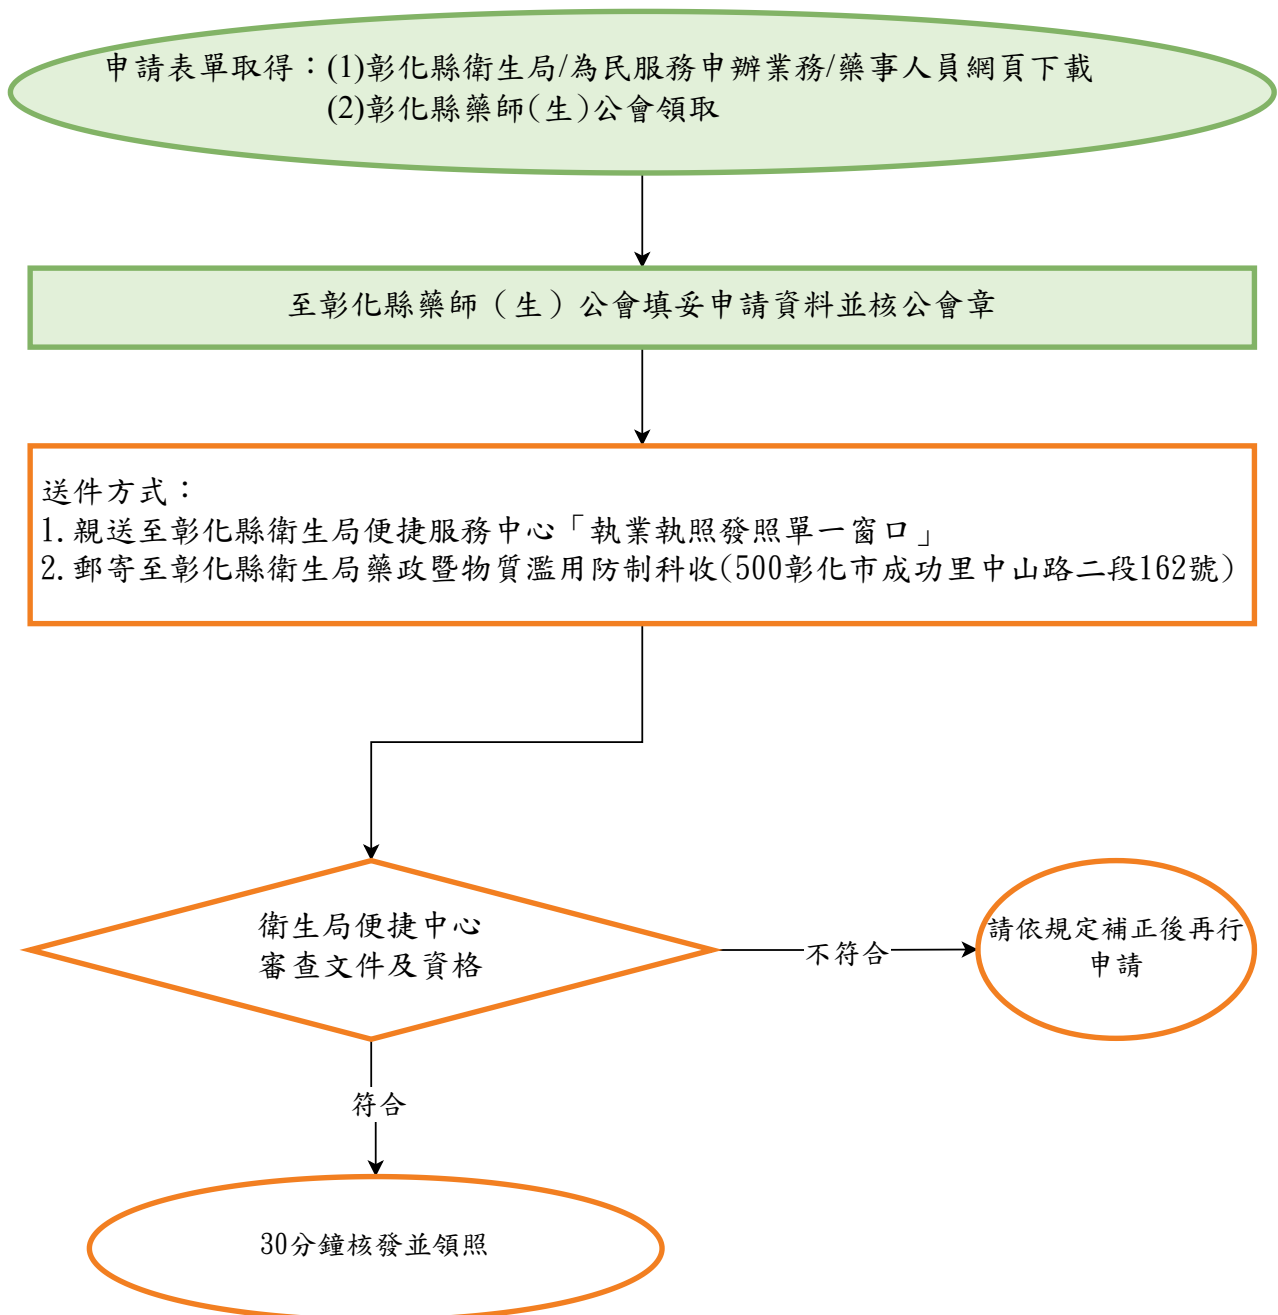 申請表單取得：(1)彰化縣衛生局/為民服務申辦業務/藥事人員網頁下載
(2)彰化縣藥師(生)公會領取
至彰化縣藥師（生）公會填妥申請資料並核公會章
送件方式：
1.親送至彰化縣衛生局便捷服務中心「執業執照發照單一窗口」
2.郵寄至彰化縣衛生局藥政暨物質濫用防制科收(500彰化市成功里中山路二段162號)
衛生局便捷中心
審查文件及資格
不符合
請依規定補正後再行
申請
符合
30分鐘核發並領照